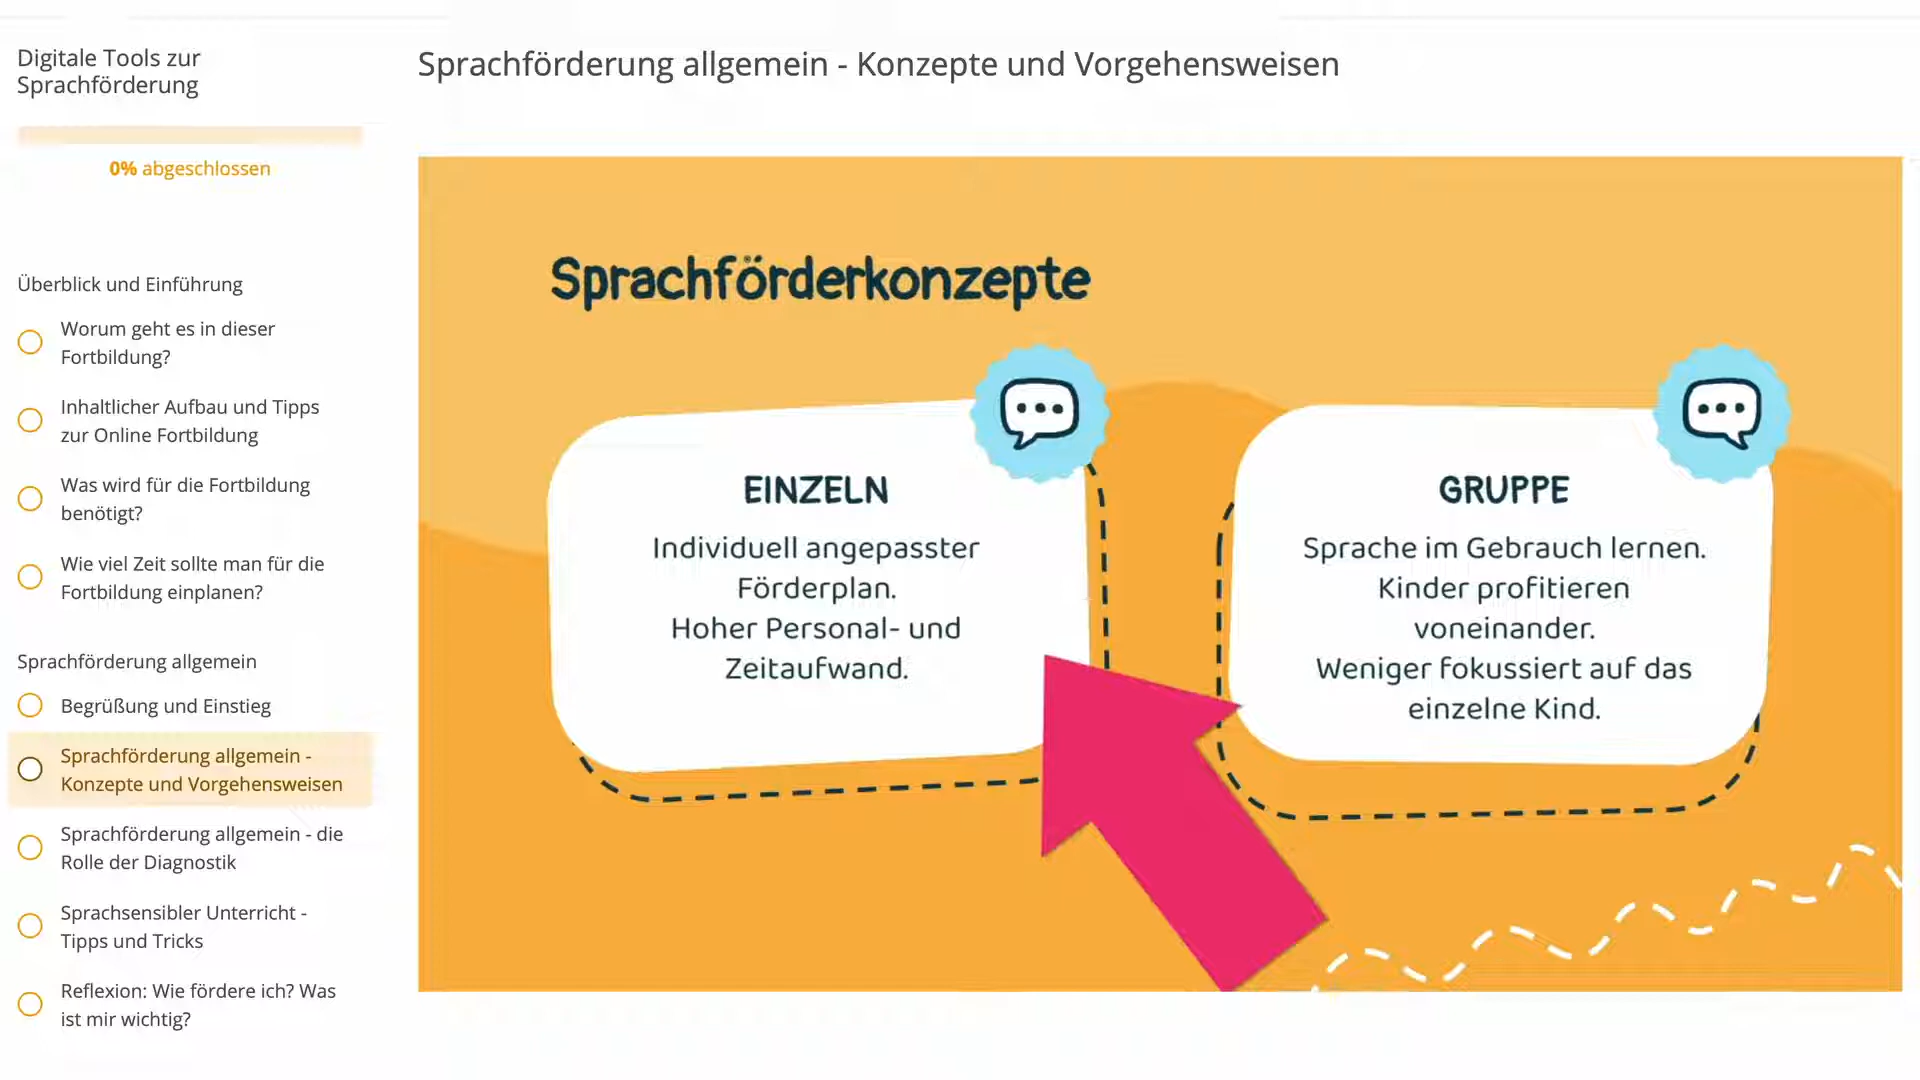 Digitale Tools zur
Sprachförderung
0% abgeschlossen
Überblick und Einführung
Worum geht es in dieser
Fortbildung?
Inhaltlicher Aufbau und Tipps
zur Online Fortbildung
Was wird für die Fortbildung
benötigt?
Wie viel Zeit sollte man für die
Fortbildung einplanen?
Sprachförderung allgemein
Begrüßung und Einstieg
Sprachförderung allgemein -
Konzepte und Vorgehensweisen
Sprachförderung allgemein - die
Rolle der Diagnostik
Sprachsensibler Unterricht -
Tipps und Tricks
Reflexion: Wie fördere ich? Was
ist mir wichtig?
Sprachförderung allgemein - Konzepte und Vorgehensweisen
Sprachförderkonzepte
EINZELN
Individuell angepasster
Förderplan.
Hoher Personal- und
Zeitaufwand.
GRUPPE
Sprache im Gebrauch lernen.
Kinder profitieren
voneinander.
Weniger fokussiert auf das
einzelne Kind.